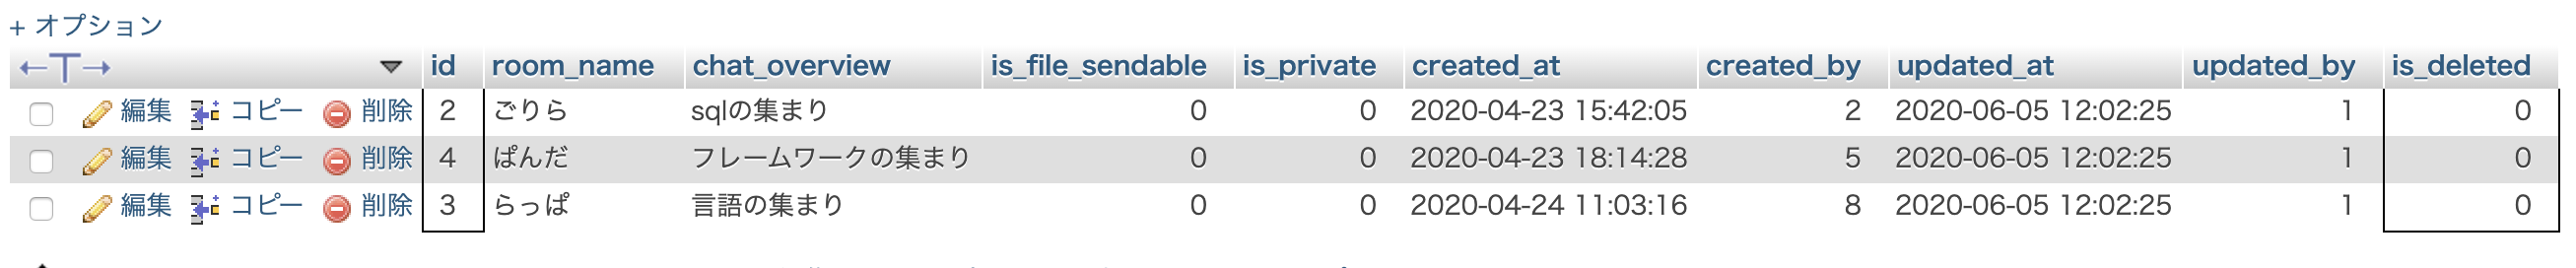 + オプション
←T→ id room_name chat_overview is_file_sendable is_private created_at created_by updated_at updated_by is_deleted
編集 コピー 削除 2 ごりら sqlの集まり 0 0 2020-04-23 15:42:05 2 2020-06-05 12:02:25 1 0
編集 コピー 削除 4 ぱんだ フレームワークの集まり 0 0 2020-04-23 18:14:28 5 2020-06-05 12:02:25 1 0
編集 コピー 削除 3 らっぱ 言語の集まり 0 0 2020-04-24 11:03:16 8 2020-06-05 12:02:25 1 0